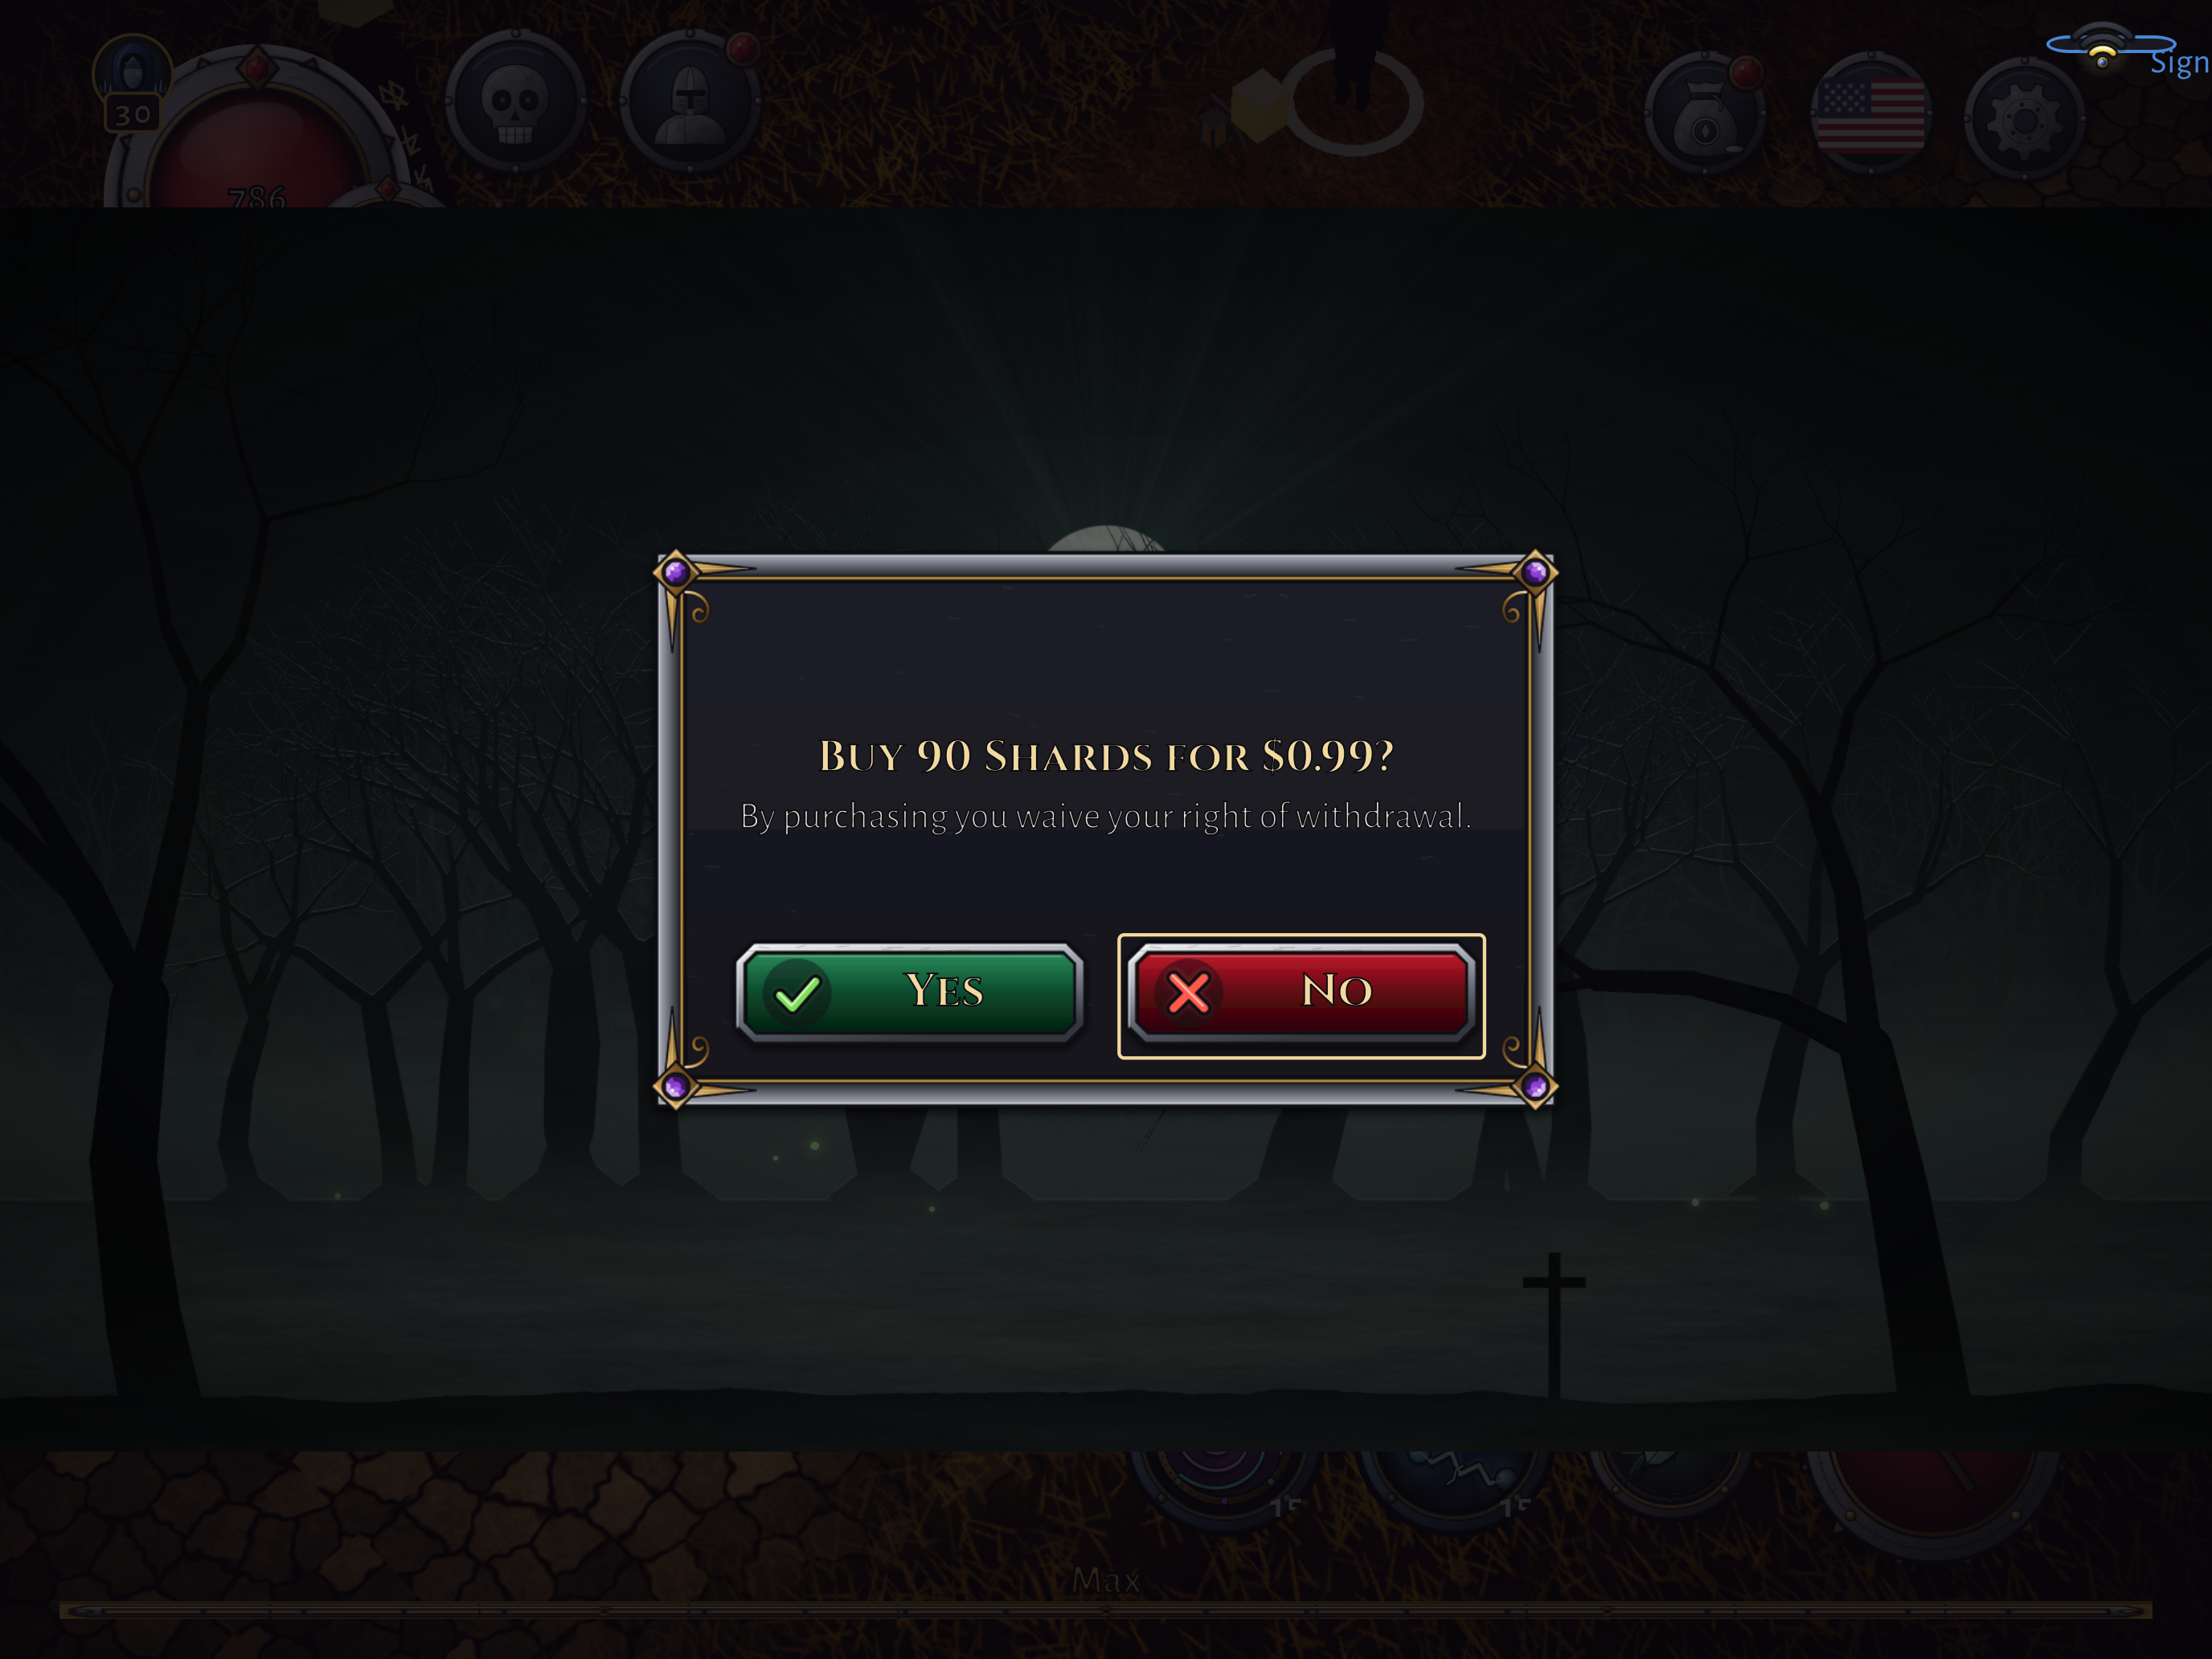 Sign
30
786
Buy 90 Shards for $0.99?
By purchasing you waive your right of withdrawal.
Yes
No
Max